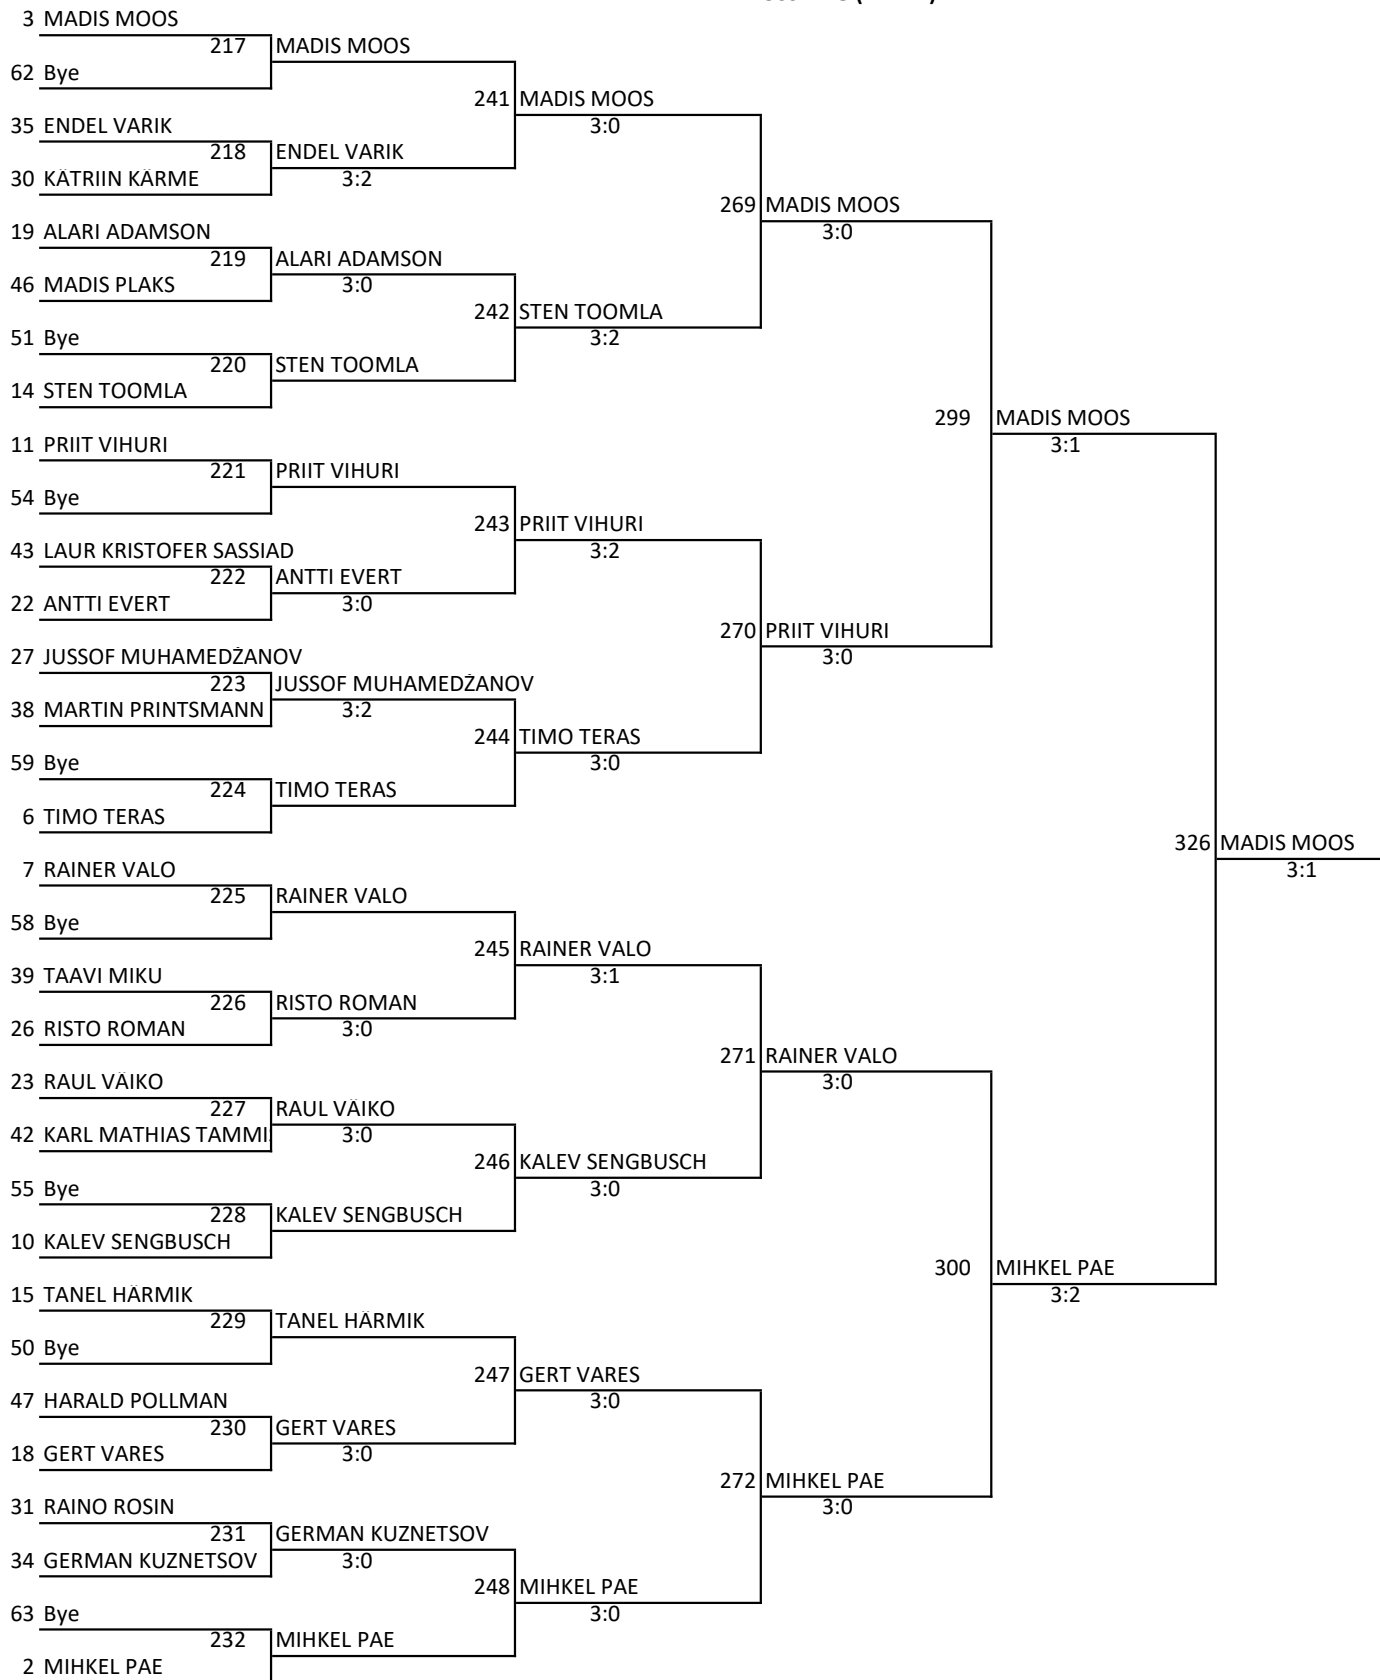 3 MADIS MOOS
217 MADIS MOOS
62 Bye
241 MADIS MOOS
35 ENDEL VARIK
3:0
218 ENDEL VARIK
30 KÄTRIIN KÄRME
3:2
269 MADIS MOOS
19 ALARI ADAMSON
3:0
219 ALARI ADAMSON
46 MADIS PLAKS
3:0
242 STEN TOOMLA
51 Bye
3:2
220 STEN TOOMLA
14 STEN TOOMLA
299 MADIS MOOS
11 PRIIT VIHURI
3:1
221 PRIIT VIHURI
54 Bye
243 PRIIT VIHURI
43 LAUR KRISTOFER SASSIAD
3:2
222 ANTTI EVERT
22 ANTTI EVERT
3:0
270 PRIIT VIHURI
27 JUSSOF MUHAMEDŽANOV
3:0
223 JUSSOF MUHAMEDŽANOV
38 MARTIN PRINTSMANN
3:2
244 TIMO TERAS
59 Bye
3:0
224 TIMO TERAS
6 TIMO TERAS
326 MADIS MOOS
7 RAINER VALO
3:1
225 RAINER VALO
58 Bye
245 RAINER VALO
39 TAAVI MIKU
3:1
226 RISTO ROMAN
26 RISTO ROMAN
3:0
271 RAINER VALO
23 RAUL VÄIKO
3:0
227 RAUL VÄIKO
42 KARL MATHIAS TAMMI
3:0
246 KALEV SENGBUSCH
55 Bye
3:0
228 KALEV SENGBUSCH
10 KALEV SENGBUSCH
300 MIHKEL PAE
15 TANEL HÄRMIK
3:2
229 TANEL HÄRMIK
50 Bye
247 GERT VARES
47 HARALD POLLMAN
3:0
230 GERT VARES
18 GERT VARES
3:0
272 MIHKEL PAE
31 RAINO ROSIN
3:0
231 GERMAN KUZNETSOV
34 GERMAN KUZNETSOV
3:0
248 MIHKEL PAE
63 Bye
3:0
232 MIHKEL PAE
2 MIHKEL PAE